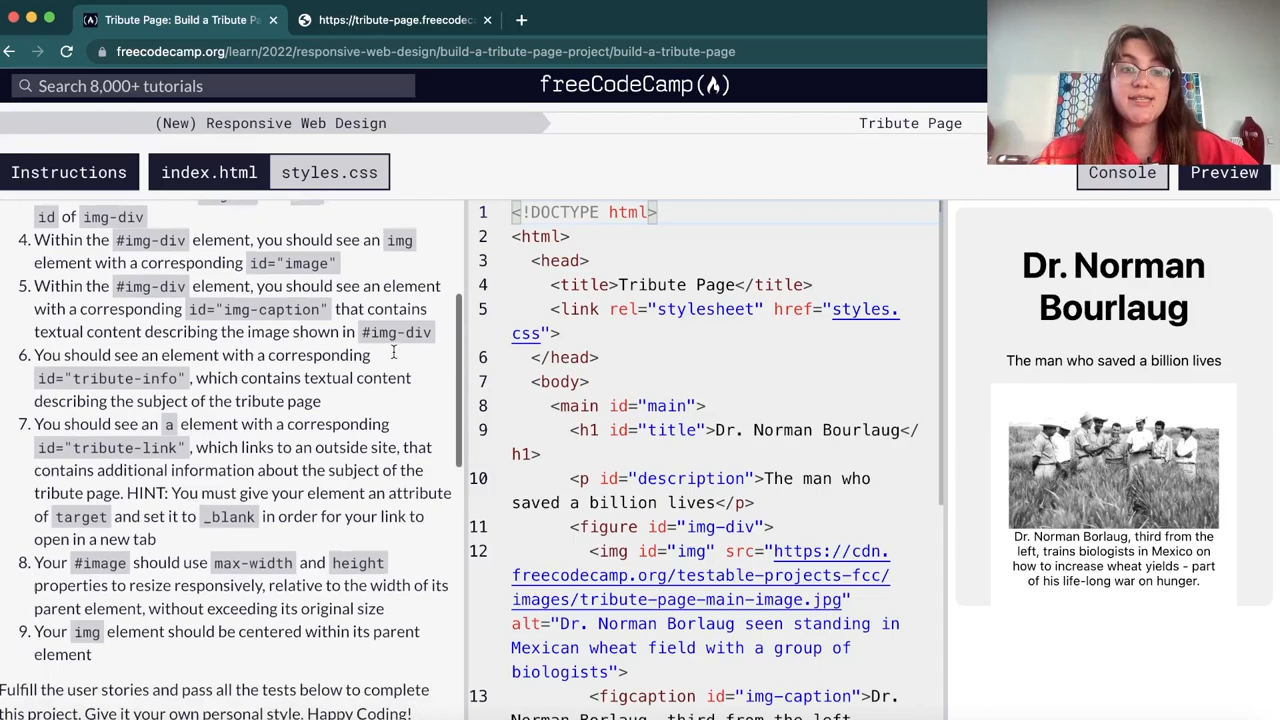 Tribute Page: Build a Tribute Pa
https://tribute-page.freecodec
freecodecamp.org/learn/2022/responsive-web-design/build-a-tribute-page-project/build-a-tribute-page
Search 8,000+ tutorials
freeCodeCamp
(New) Responsive Web Design
Tribute Page
Instructions
index.html
styles.css
Console
Preview
id of img-div
4. Within the #img-div element, you should see an img
element with a corresponding id="image"
5. Within the #img-div element, you should see an element
with a corresponding id="img-caption" that contains
textual content describing the image shown in #img-div
6. You should see an element with a corresponding
id="tribute-info", which contains textual content
describing the subject of the tribute page
7. You should see an a element with a corresponding
id="tribute-link", which links to an outside site, that
contains additional information about the subject of the
tribute page. HINT: You must give your element an attribute
of target and set it to _blank in order for your link to
open in a new tab
8. Your #image should use max-width and height
properties to resize responsively, relative to the width of its
parent element, without exceeding its original size
9. Your img element should be centered within its parent
element
Fulfill the user stories and pass all the tests below to complete
this project. Give it your own personal style. Happy Coding!
1 <!DOCTYPE html>
2 <html>
3 <head>
4 <title>Tribute Page</title>
5 <link rel="stylesheet" href="styles.
css">
6 </head>
7 <body>
8 <main id="main">
9 <h1 id="title">Dr. Norman Bourlaug</
h1>
10 <p id="description">The man who
saved a billion lives</p>
11 <figure id="img-div">
12 <img id="img" src="https://cdn.
freecodecamp.org/testable-projects-fcc/
images/tribute-page-main-image.jpg"
alt="Dr. Norman Borlaug seen standing in
Mexican wheat field with a group of
biologists">
13 <figcaption id="img-caption">Dr.
Norman Borlaug, third from the left,
Dr. Norman
Bourlaug
The man who saved a billion lives
Dr. Norman Borlaug, third from the
left, trains biologists in Mexico on
how to increase wheat yields - part
of his life-long war on hunger.